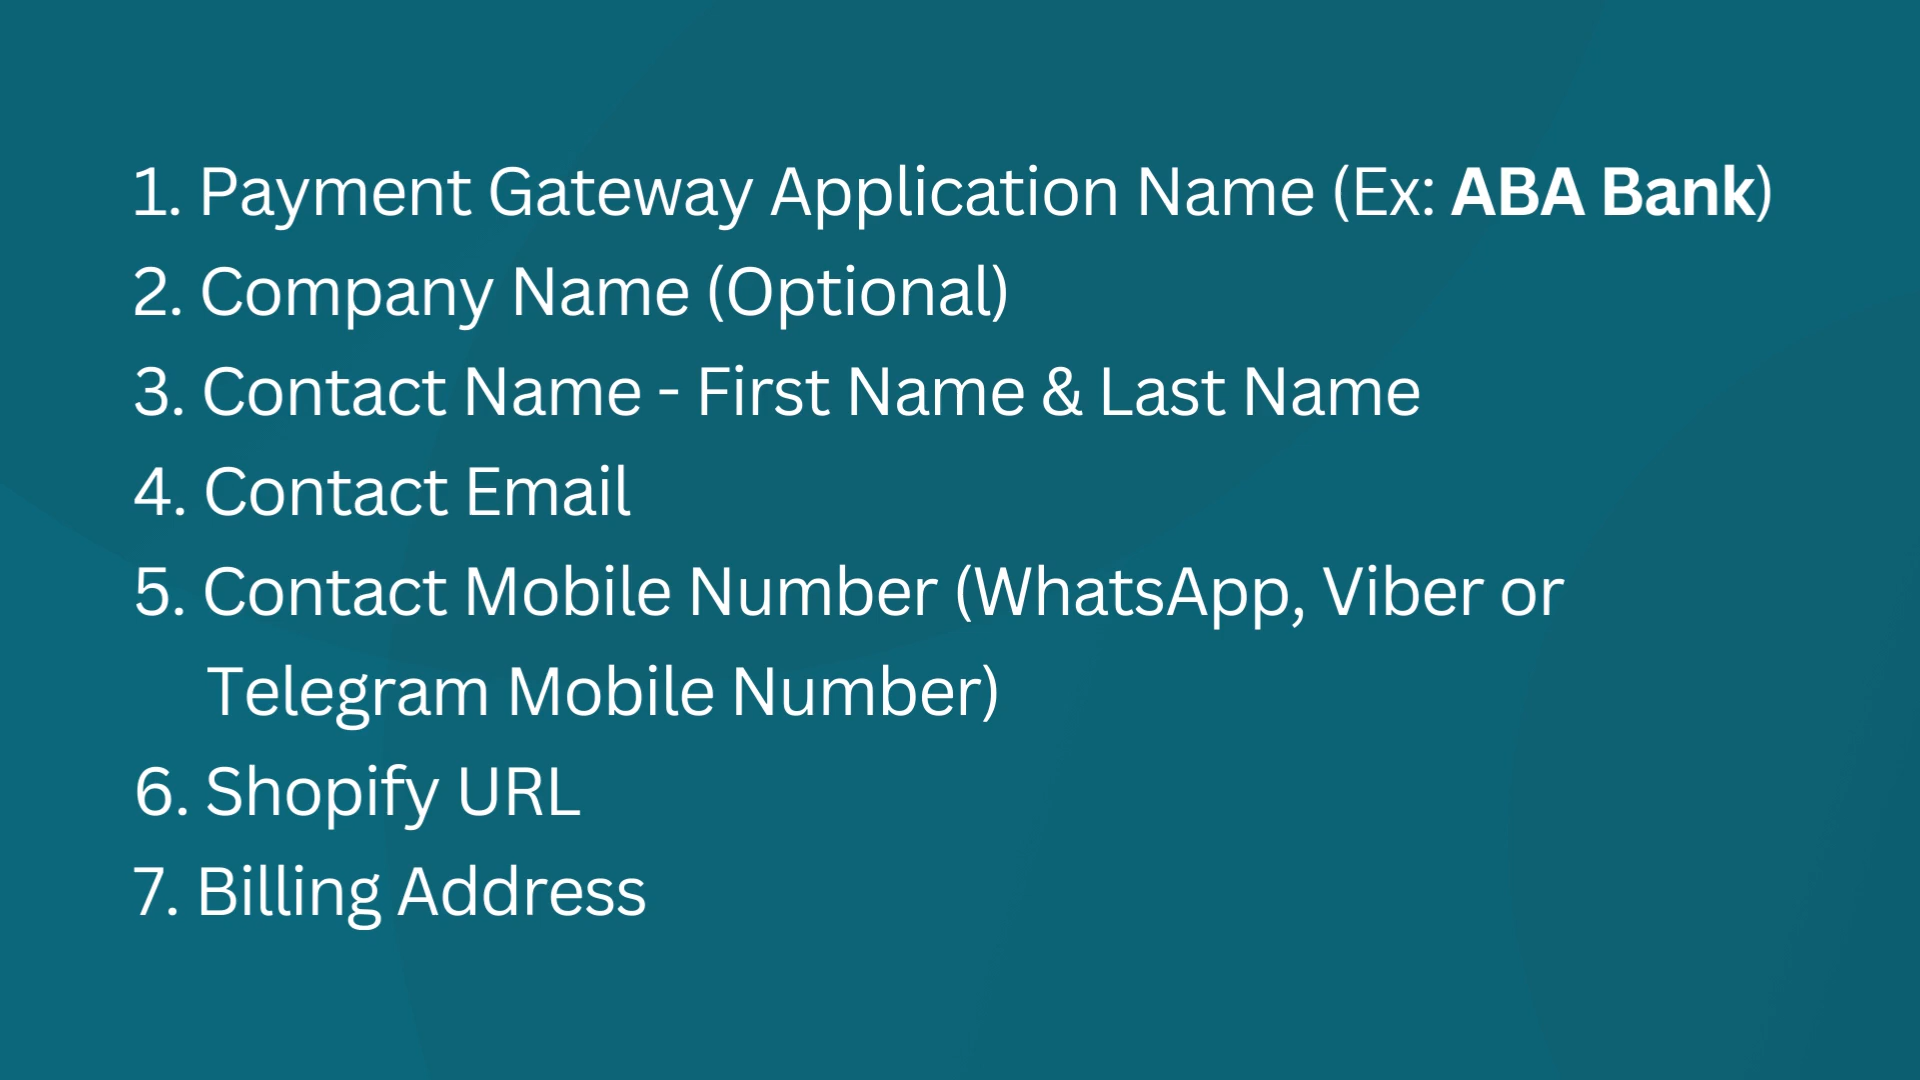 1. Payment Gateway Application Name (Ex: ABA Bank)
2. Company Name (Optional)
3. Contact Name - First Name & Last Name
4. Contact Email
5. Contact Mobile Number (WhatsApp, Viber or
Telegram Mobile Number)
6. Shopify URL
7. Billing Address